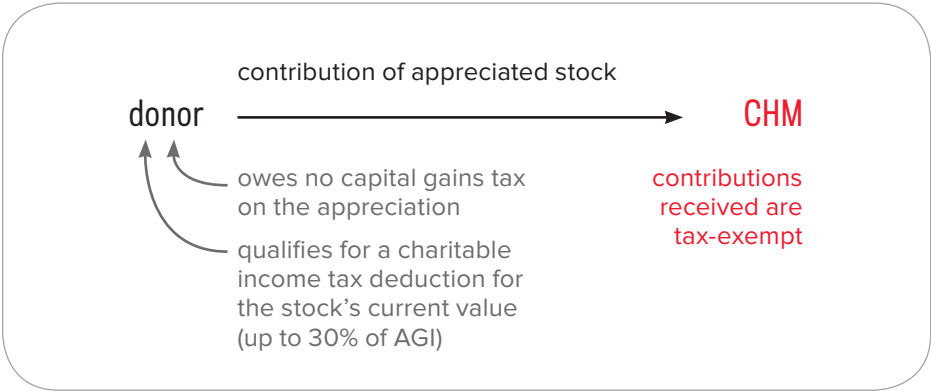 contribution of appreciated stock
donor
CHM
owes no capital gains tax
on the appreciation
qualifies for a charitable
income tax deduction for
the stock's current value
(up to 30% of AGI)
contributions
received are
tax-exempt